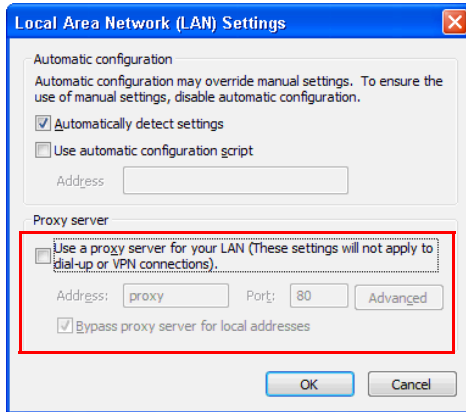 Local Area Network (LAN) Settings
Automatic configuration
Automatic configuration may override manual settings. To ensure the
use of manual settings, disable automatic configuration.
Automatically detect settings
Use automatic configuration script
Address
Proxy server
Use a proxy server for your LAN (These settings will not apply to
dial-up or VPN connections).
Address: proxy Port: 80 Advanced
Bypass proxy server for local addresses
OK Cancel